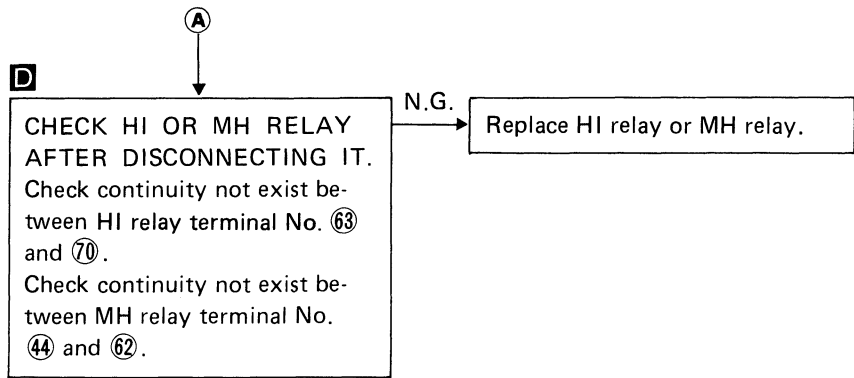 A
D
N.G.
CHECK HI OR MH RELAY
AFTER DISCONNECTING IT.
Check continuity not exist be-
tween HI relay terminal No. 63
and 70.
Check continuity not exist be-
tween MH relay terminal No.
44 and 62.
Replace HI relay or MH relay.